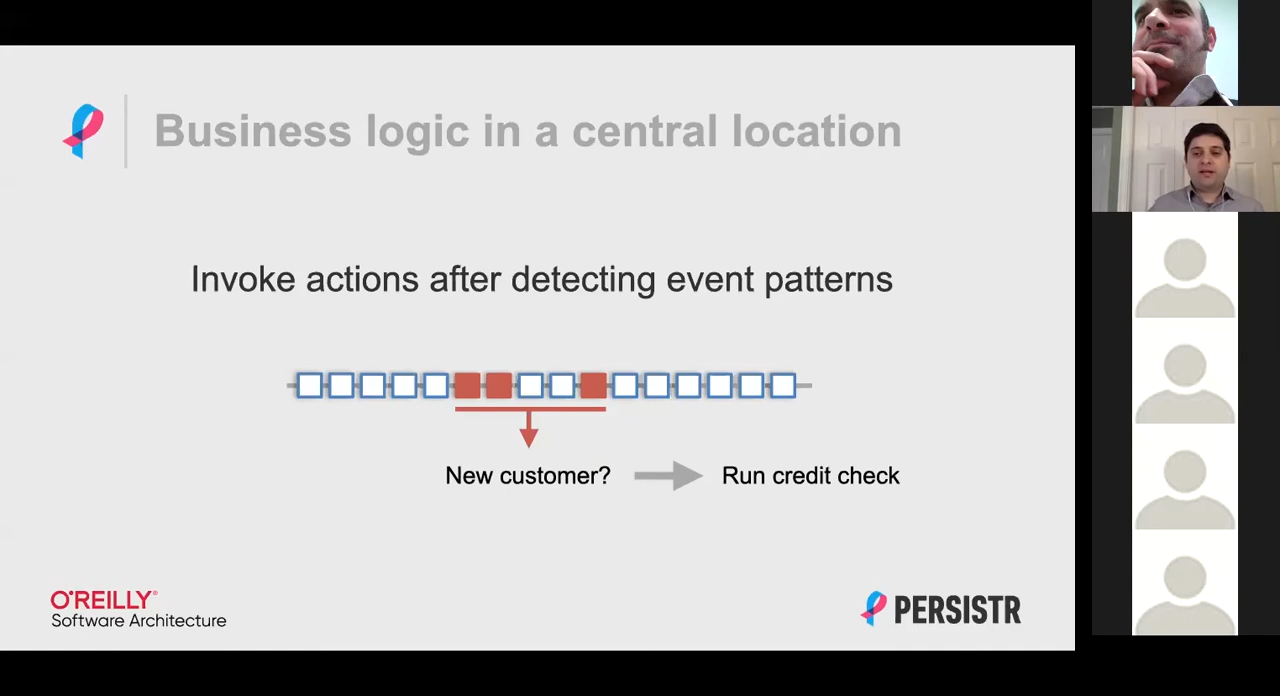 Business logic in a central location
Invoke actions after detecting event patterns
New customer?
Run credit check
O'REILLY®
Software Architecture
PERSISTR